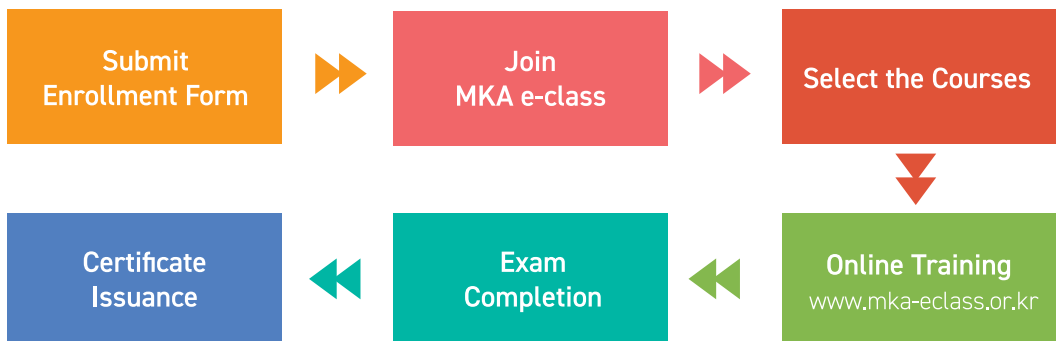 Submit
Enrollment Form
Join
MKA e-class
Select the Courses
Online Training
www.mka-eclass.or.kr
Exam
Completion
Certificate
Issuance